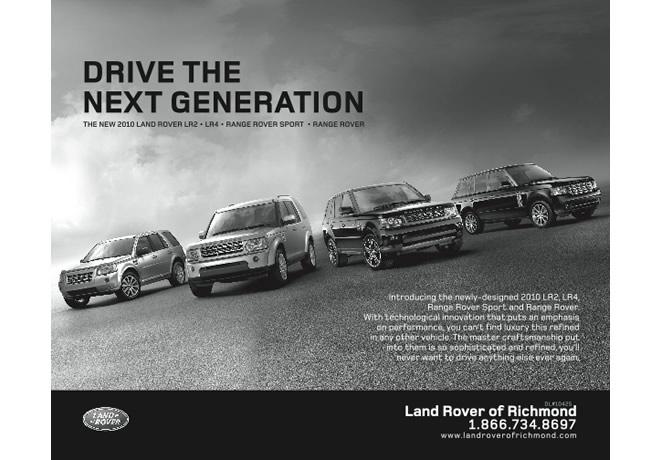 DRIVE THE
NEXT GENERATION
THE NEW 2010 LAND ROVER LR2 • LR4 • RANGE ROVER SPORT • RANGE ROVER
Introducing the newly-designed 2010 LR2, LR4,
Range Rover Sport and Range Rover.
With technological innovation that puts an emphasis
on performance, you can't find luxury this refined
in any other vehicle. The master craftsmanship put
into them is so sophisticated and refined, you'll
never want to drive anything else ever again.
LAND
ROVER
DL#10425
Land Rover of Richmond
1.866.734.8697
www.landroverofrichmond.com